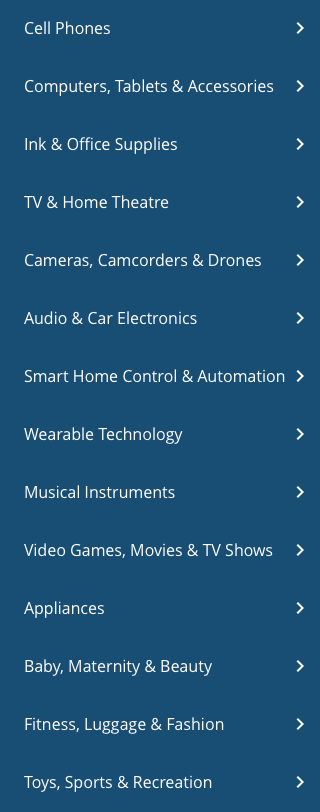 Cell Phones
Computers, Tablets & Accessories
Ink & Office Supplies
TV & Home Theatre
Cameras, Camcorders & Drones
Audio & Car Electronics
Smart Home Control & Automation
Wearable Technology
Musical Instruments
Video Games, Movies & TV Shows
Appliances
Baby, Maternity & Beauty
Fitness, Luggage & Fashion
Toys, Sports & Recreation